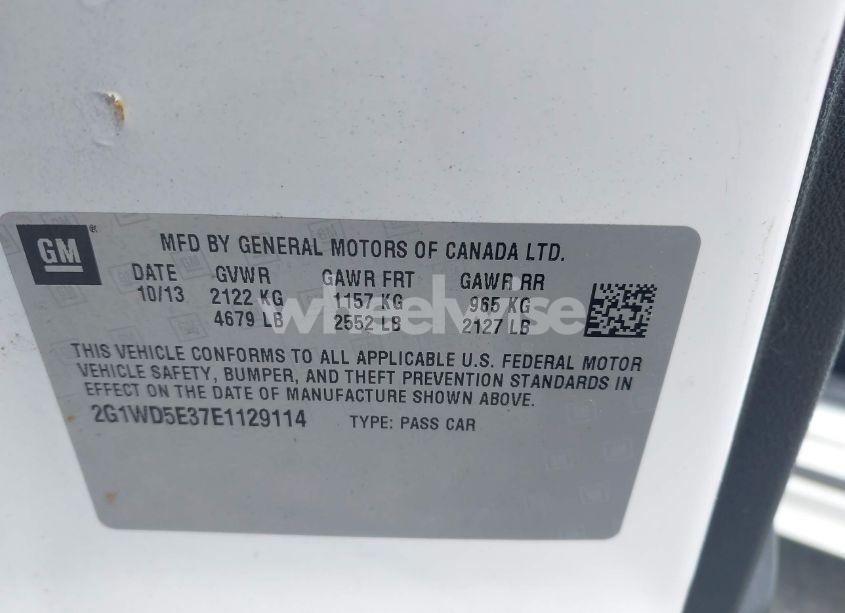 GM ®
MFD BY GENERAL MOTORS OF CANADA LTD.
DATE GVWR GAWR FRT GAWR RR
10/13 2122 KG 1157 KG 965 KG
4679 LB 2552 LB 2127 LB
wheelwise
THIS VEHICLE CONFORMS TO ALL APPLICABLE U.S. FEDERAL MOTOR
VEHICLE SAFETY, BUMPER, AND THEFT PREVENTION STANDARDS IN
EFFECT ON THE DATE OF MANUFACTURE SHOWN ABOVE.
2G1WD5E37E1129114 TYPE: PASS CAR